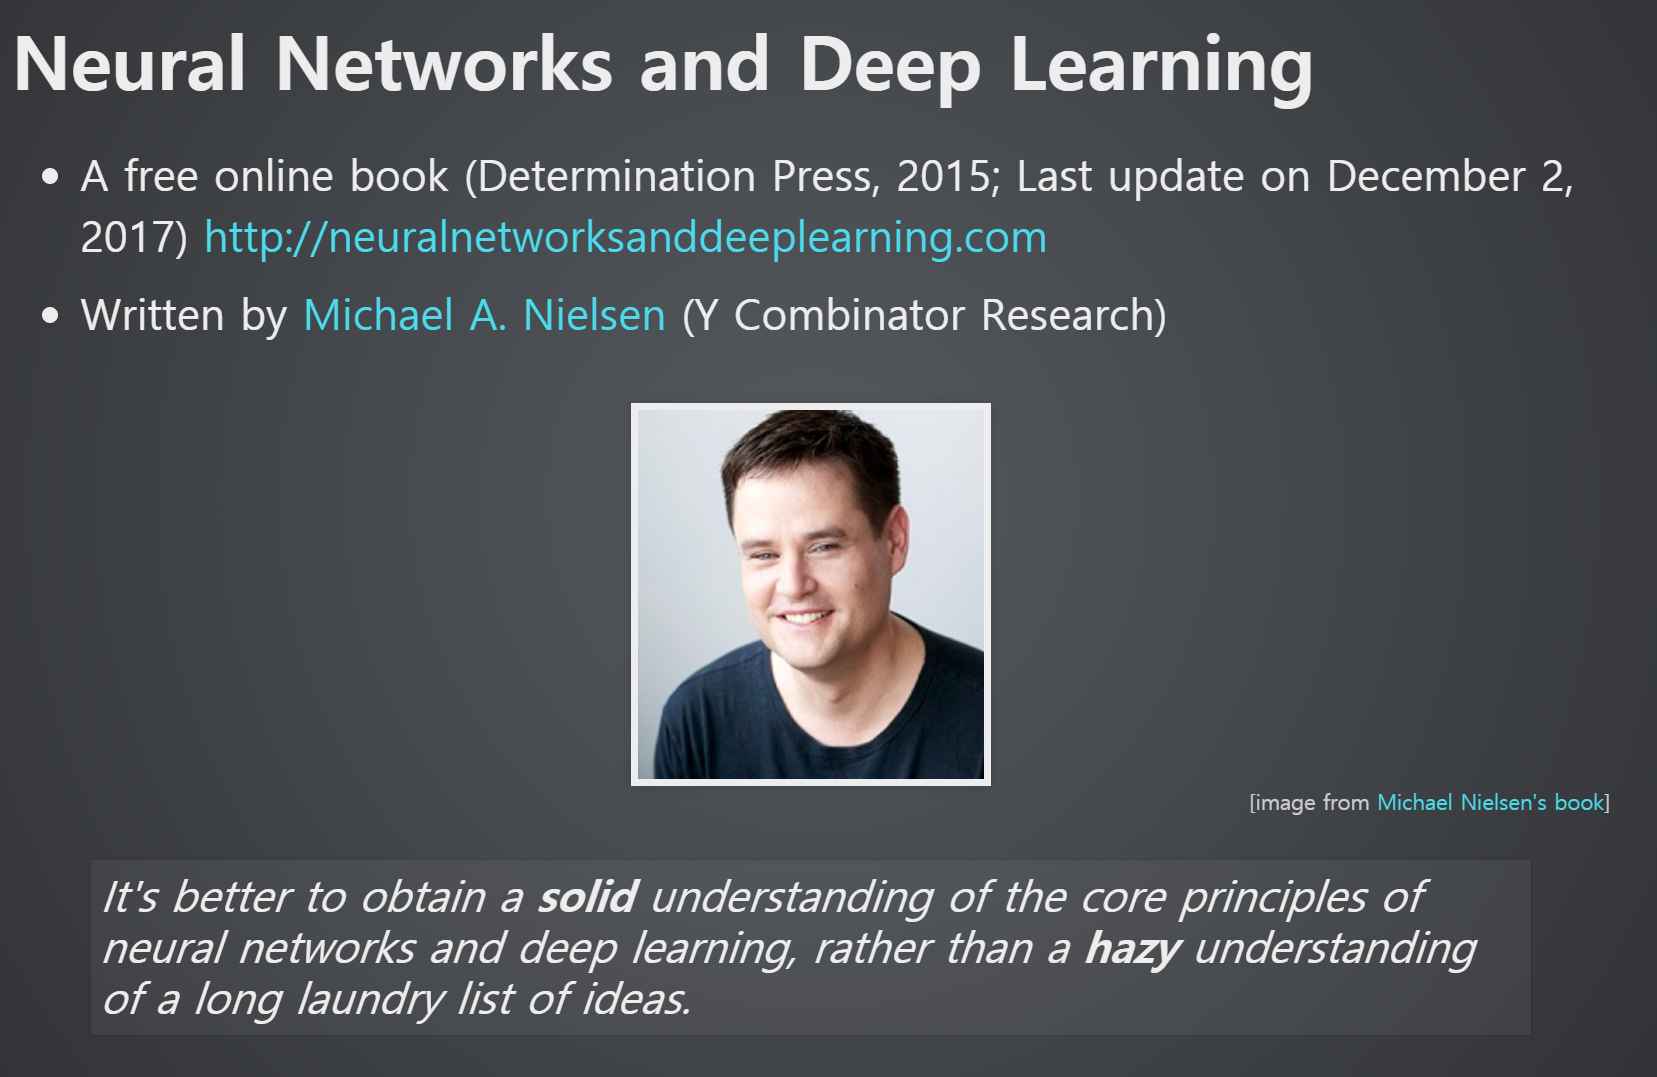 Neural Networks and Deep Learning
• A free online book (Determination Press, 2015; Last update on December 2,
2017) http://neuralnetworksanddeeplearning.com
• Written by Michael A. Nielsen (Y Combinator Research)
[image from Michael Nielsen's book]
It's better to obtain a solid understanding of the core principles of
neural networks and deep learning, rather than a hazy understanding
of a long laundry list of ideas.